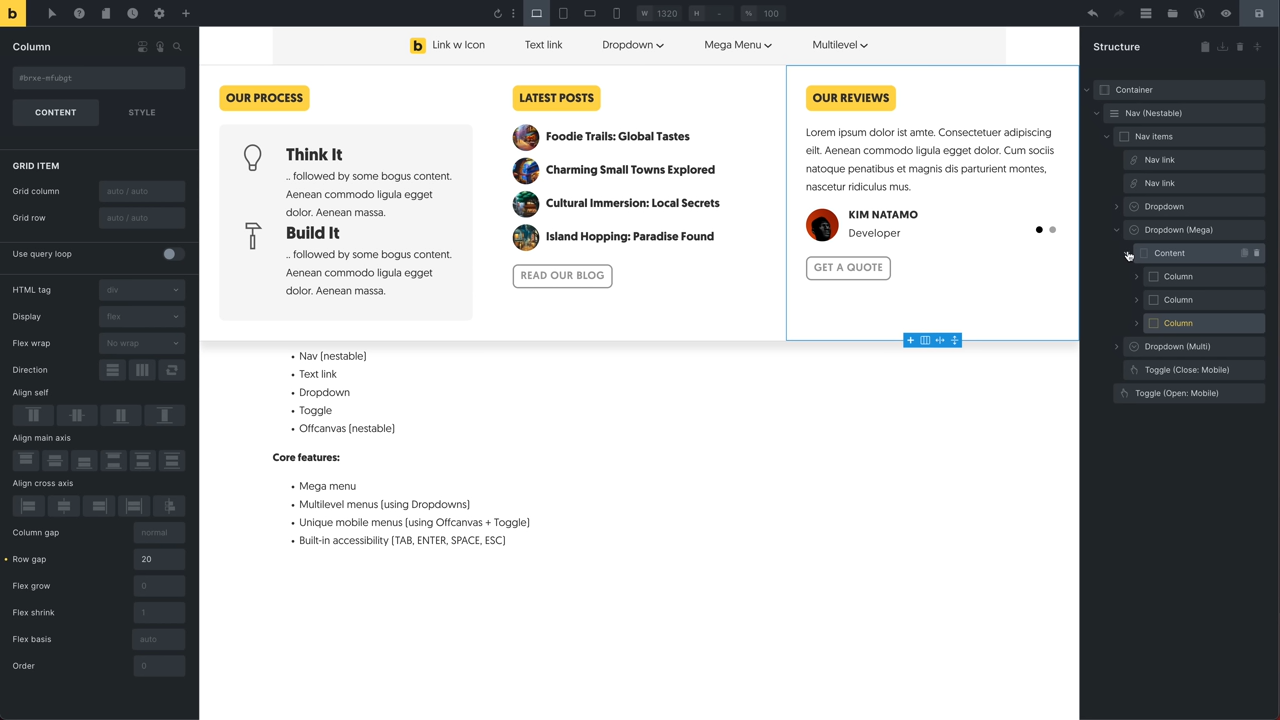 b
W 1320 H - % 100
Column
#brxe-mfubgt
CONTENT STYLE
GRID ITEM
Grid column auto / auto
Grid row auto / auto
Use query loop
HTML tag div
Display flex
Flex wrap No wrap
Direction
Align self
Align main axis
Align cross axis
Column gap normal
Row gap 20
Flex grow 0
Flex shrink 1
Flex basis auto
Order 0
b Link w Icon Text link Dropdown Mega Menu Multilevel
OUR PROCESS
Think It
.. followed by some bogus content.
Aenean commodo ligula egget
dolor. Aenean massa.
Build It
.. followed by some bogus content.
Aenean commodo ligula egget
dolor. Aenean massa.
LATEST POSTS
Foodie Trails: Global Tastes
Charming Small Towns Explored
Cultural Immersion: Local Secrets
Island Hopping: Paradise Found
READ OUR BLOG
OUR REVIEWS
Lorem ipsum dolor ist amte. Consectetuer adipiscing
eilt. Aenean commodo ligula egget dolor. Cum sociis
natoque penatibus et magnis dis parturient montes,
nascetur ridiculus mus.
KIM NATAMO
Developer
GET A QUOTE
• Nav (nestable)
• Text link
• Dropdown
• Toggle
• Offcanvas (nestable)
Core features:
• Mega menu
• Multilevel menus (using Dropdowns)
• Unique mobile menus (using Offcanvas + Toggle)
• Built-in accessibility (TAB, ENTER, SPACE, ESC)
Structure
Container
Nav (Nestable)
Nav items
Nav link
Nav link
Dropdown
Dropdown (Mega)
Content
Column
Column
Column
Dropdown (Multi)
Toggle (Close: Mobile)
Toggle (Open: Mobile)